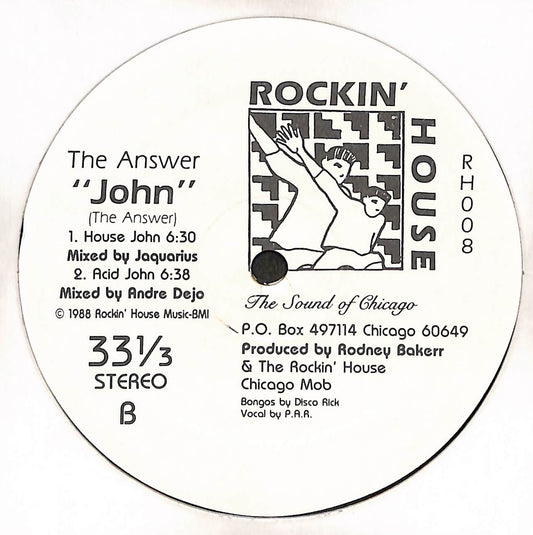 ROCKIN'
HOUSE
RH008
The Answer
"John"
(The Answer)
1. House John 6:30
Mixed by Jaquarius
2. Acid John 6:38
Mixed by Andre Dejo
© 1988 Rockin' House Music-BMI
33⅓
STEREO
B
The Sound of Chicago
P.O. Box 497114 Chicago 60649
Produced by Rodney Bakerr
& The Rockin' House
Chicago Mob
Bongos by Disco Rick
Vocal by P.A.R.